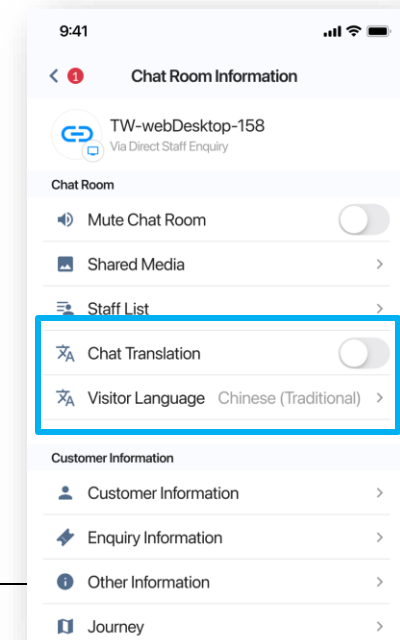 9:41
1
Chat Room Information
TW-webDesktop-158
Via Direct Staff Enquiry
Chat Room
Mute Chat Room
Shared Media
Staff List
Chat Translation
Visitor Language Chinese (Traditional)
Customer Information
Customer Information
Enquiry Information
Other Information
Journey